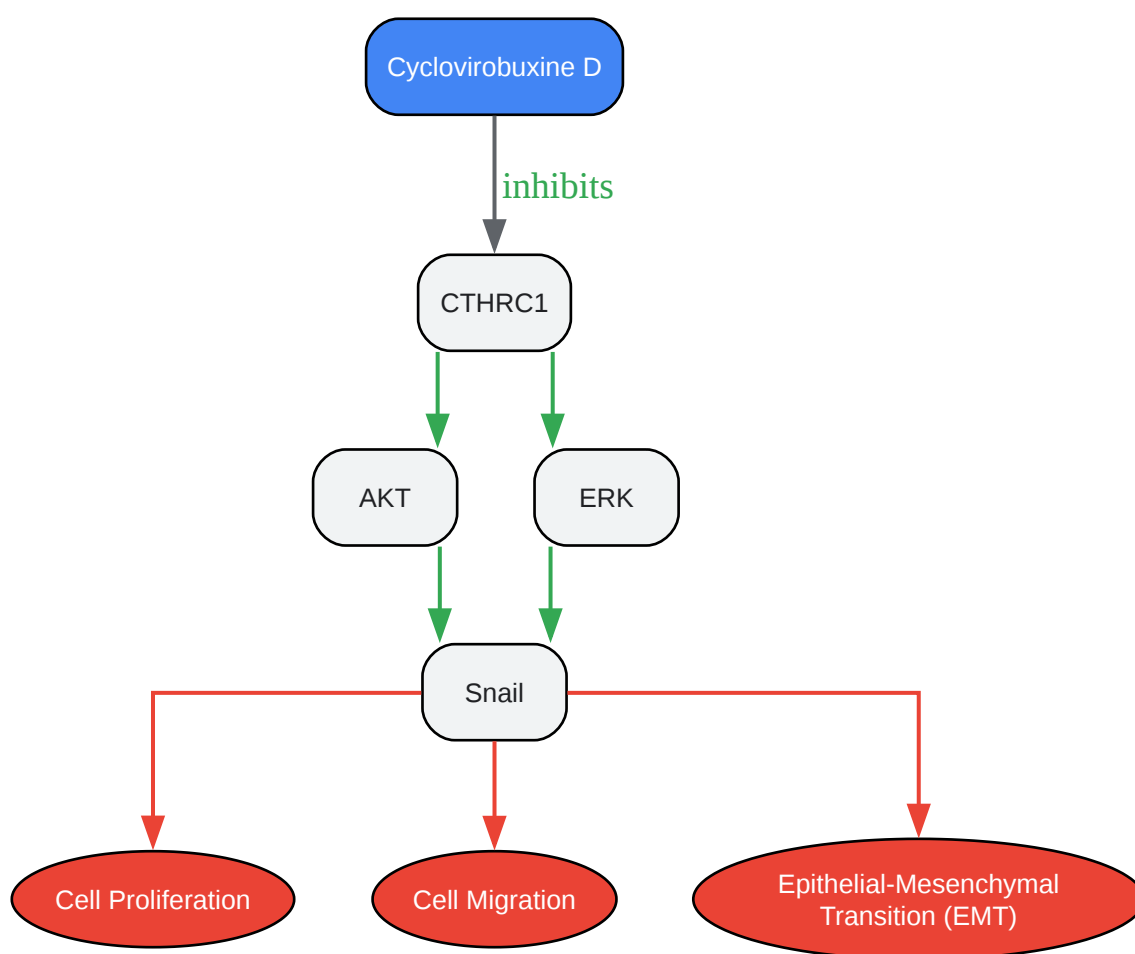 Cyclovirobuxine D
inhibits
CTHRC1
AKT
ERK
Snail
Cell Proliferation
Cell Migration
Epithelial-Mesenchymal
Transition (EMT)